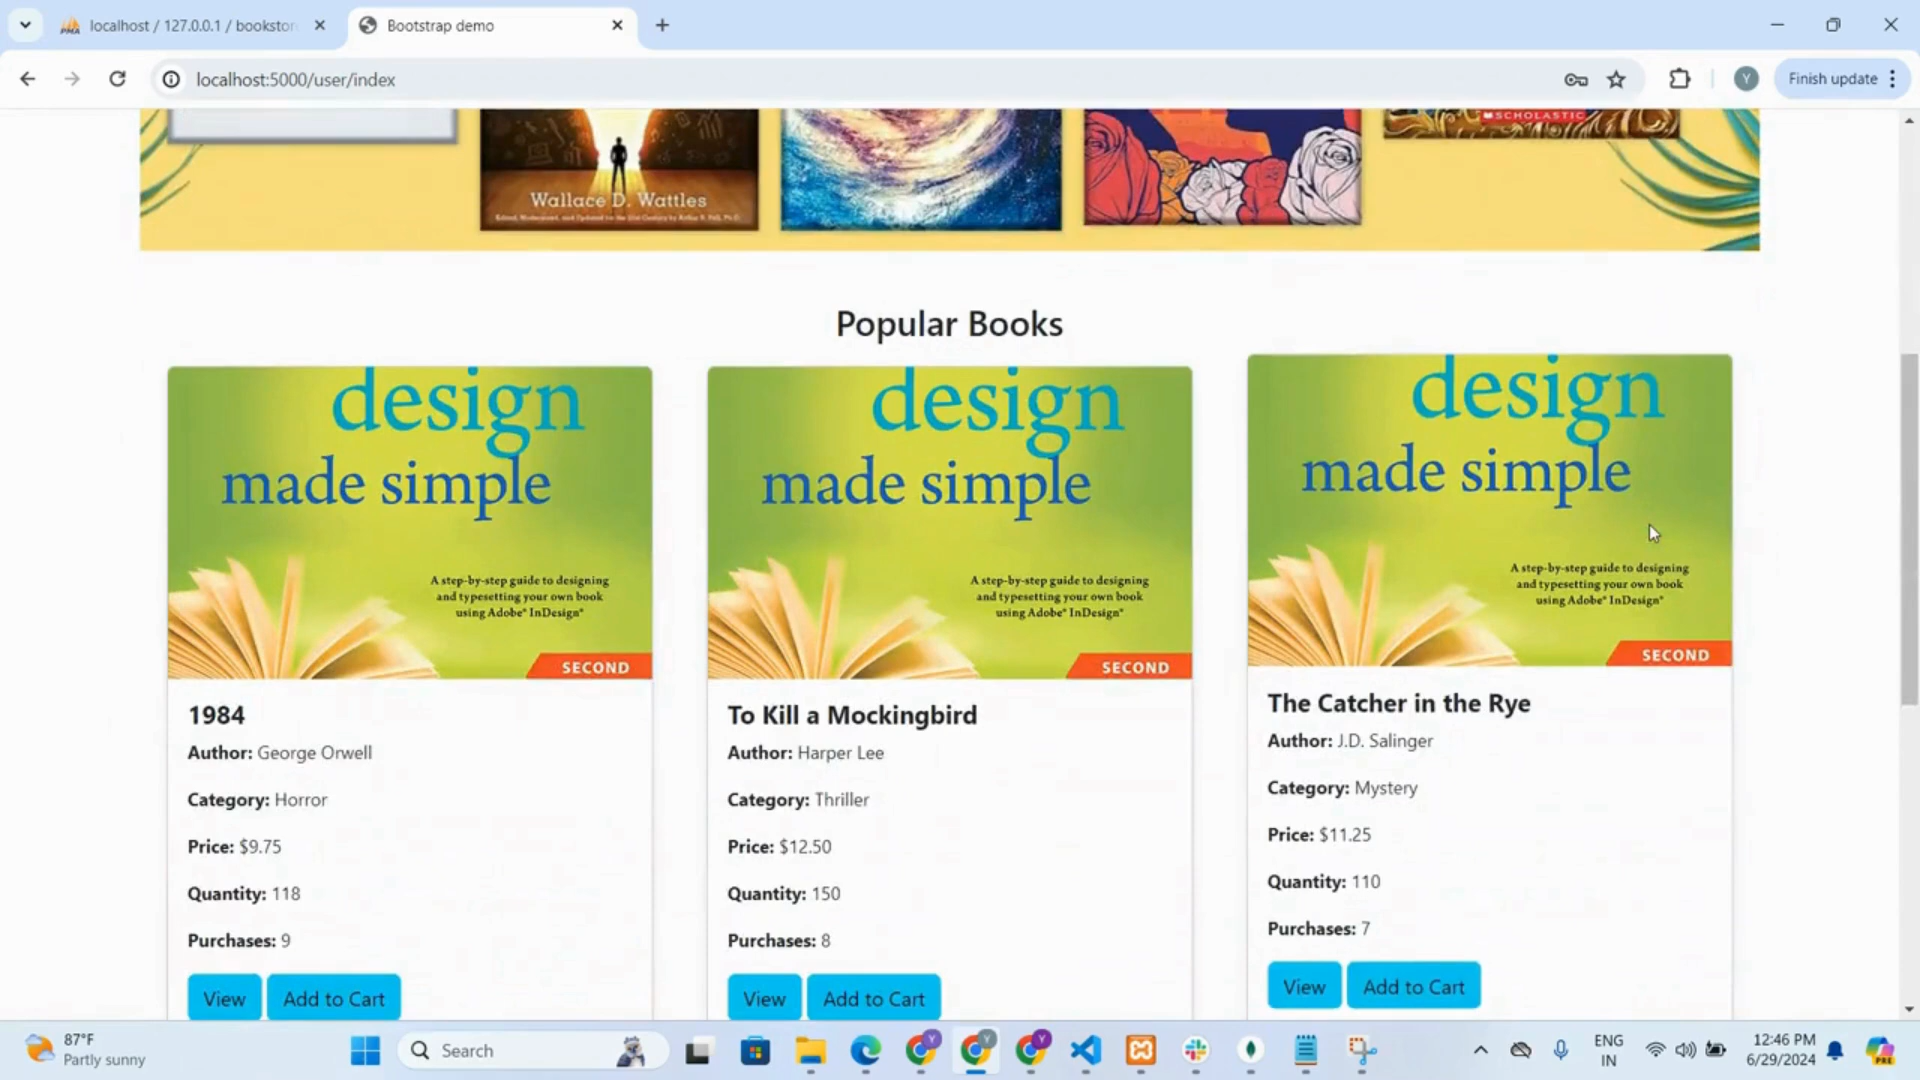 localhost / 127.0.0.1 / bookstor
Bootstrap demo
localhost:5000/user/index
Y
Finish update
SCHOLASTIC
Wallace D. Wattles
Popular Books
design
made simple
A step-by-step guide to designing
and typesetting your own book
using Adobe® InDesign®
SECOND
1984
Author: George Orwell
Category: Horror
Price: $9.75
Quantity: 118
Purchases: 9
View
Add to Cart
design
made simple
A step-by-step guide to designing
and typesetting your own book
using Adobe® InDesign®
SECOND
To Kill a Mockingbird
Author: Harper Lee
Category: Thriller
Price: $12.50
Quantity: 150
Purchases: 8
View
Add to Cart
design
made simple
A step-by-step guide to designing
and typesetting your own book
using Adobe® InDesign®
SECOND
The Catcher in the Rye
Author: J.D. Salinger
Category: Mystery
Price: $11.25
Quantity: 110
Purchases: 7
View
Add to Cart
87°F
Partly sunny
Search
Y
Y
Y
ENG
IN
12:46 PM
6/29/2024
PRE